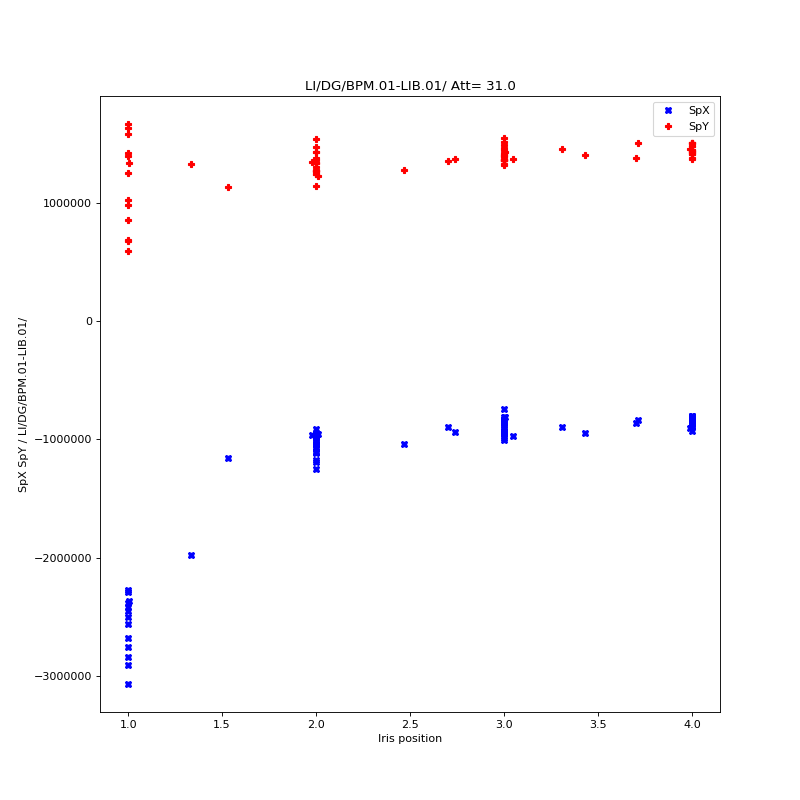 LI/DG/BPM.01-LIB.01/ Att= 31.0
SpX
SpY
1000000
0
−1000000
−2000000
−3000000
SpX SpY / LI/DG/BPM.01-LIB.01/
1.0 1.5 2.0 2.5 3.0 3.5 4.0
Iris position